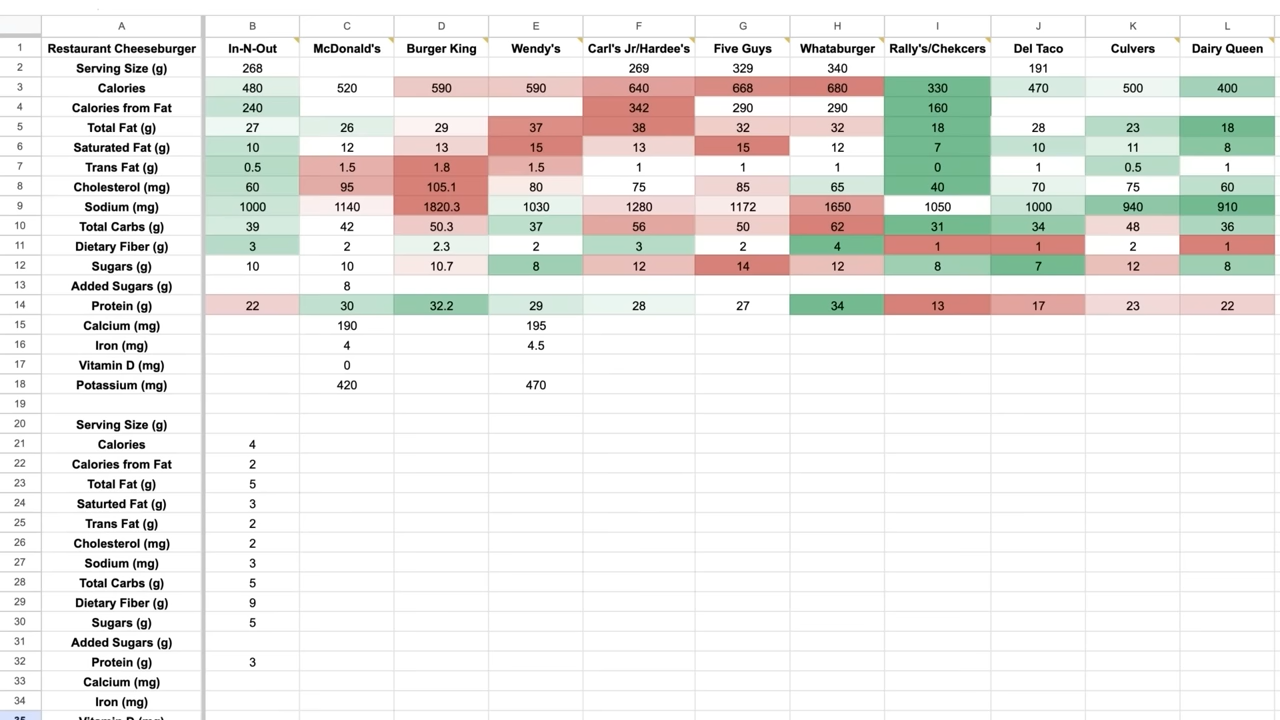 A B C D E F G H I J K L
1 Restaurant Cheeseburger In-N-Out McDonald's Burger King Wendy's Carl's Jr/Hardee's Five Guys Whataburger Rally's/Chekcers Del Taco Culvers Dairy Queen
2 Serving Size (g) 268 269 329 340 191
3 Calories 480 520 590 590 640 668 680 330 470 500 400
4 Calories from Fat 240 342 290 290 160
5 Total Fat (g) 27 26 29 37 38 32 32 18 28 23 18
6 Saturated Fat (g) 10 12 13 15 13 15 12 7 10 11 8
7 Trans Fat (g) 0.5 1.5 1.8 1.5 1 1 1 0 1 0.5 1
8 Cholesterol (mg) 60 95 105.1 80 75 85 65 40 70 75 60
9 Sodium (mg) 1000 1140 1820.3 1030 1280 1172 1650 1050 1000 940 910
10 Total Carbs (g) 39 42 50.3 37 56 50 62 31 34 48 36
11 Dietary Fiber (g) 3 2 2.3 2 3 2 4 1 1 2 1
12 Sugars (g) 10 10 10.7 8 12 14 12 8 7 12 8
13 Added Sugars (g) 8
14 Protein (g) 22 30 32.2 29 28 27 34 13 17 23 22
15 Calcium (mg) 190 195
16 Iron (mg) 4 4.5
17 Vitamin D (mg) 0
18 Potassium (mg) 420 470
19
20 Serving Size (g)
21 Calories 4
22 Calories from Fat 2
23 Total Fat (g) 5
24 Saturted Fat (g) 3
25 Trans Fat (g) 2
26 Cholesterol (mg) 2
27 Sodium (mg) 3
28 Total Carbs (g) 5
29 Dietary Fiber (g) 9
30 Sugars (g) 5
31 Added Sugars (g)
32 Protein (g) 3
33 Calcium (mg)
34 Iron (mg)
35 Vitamin D (mg)